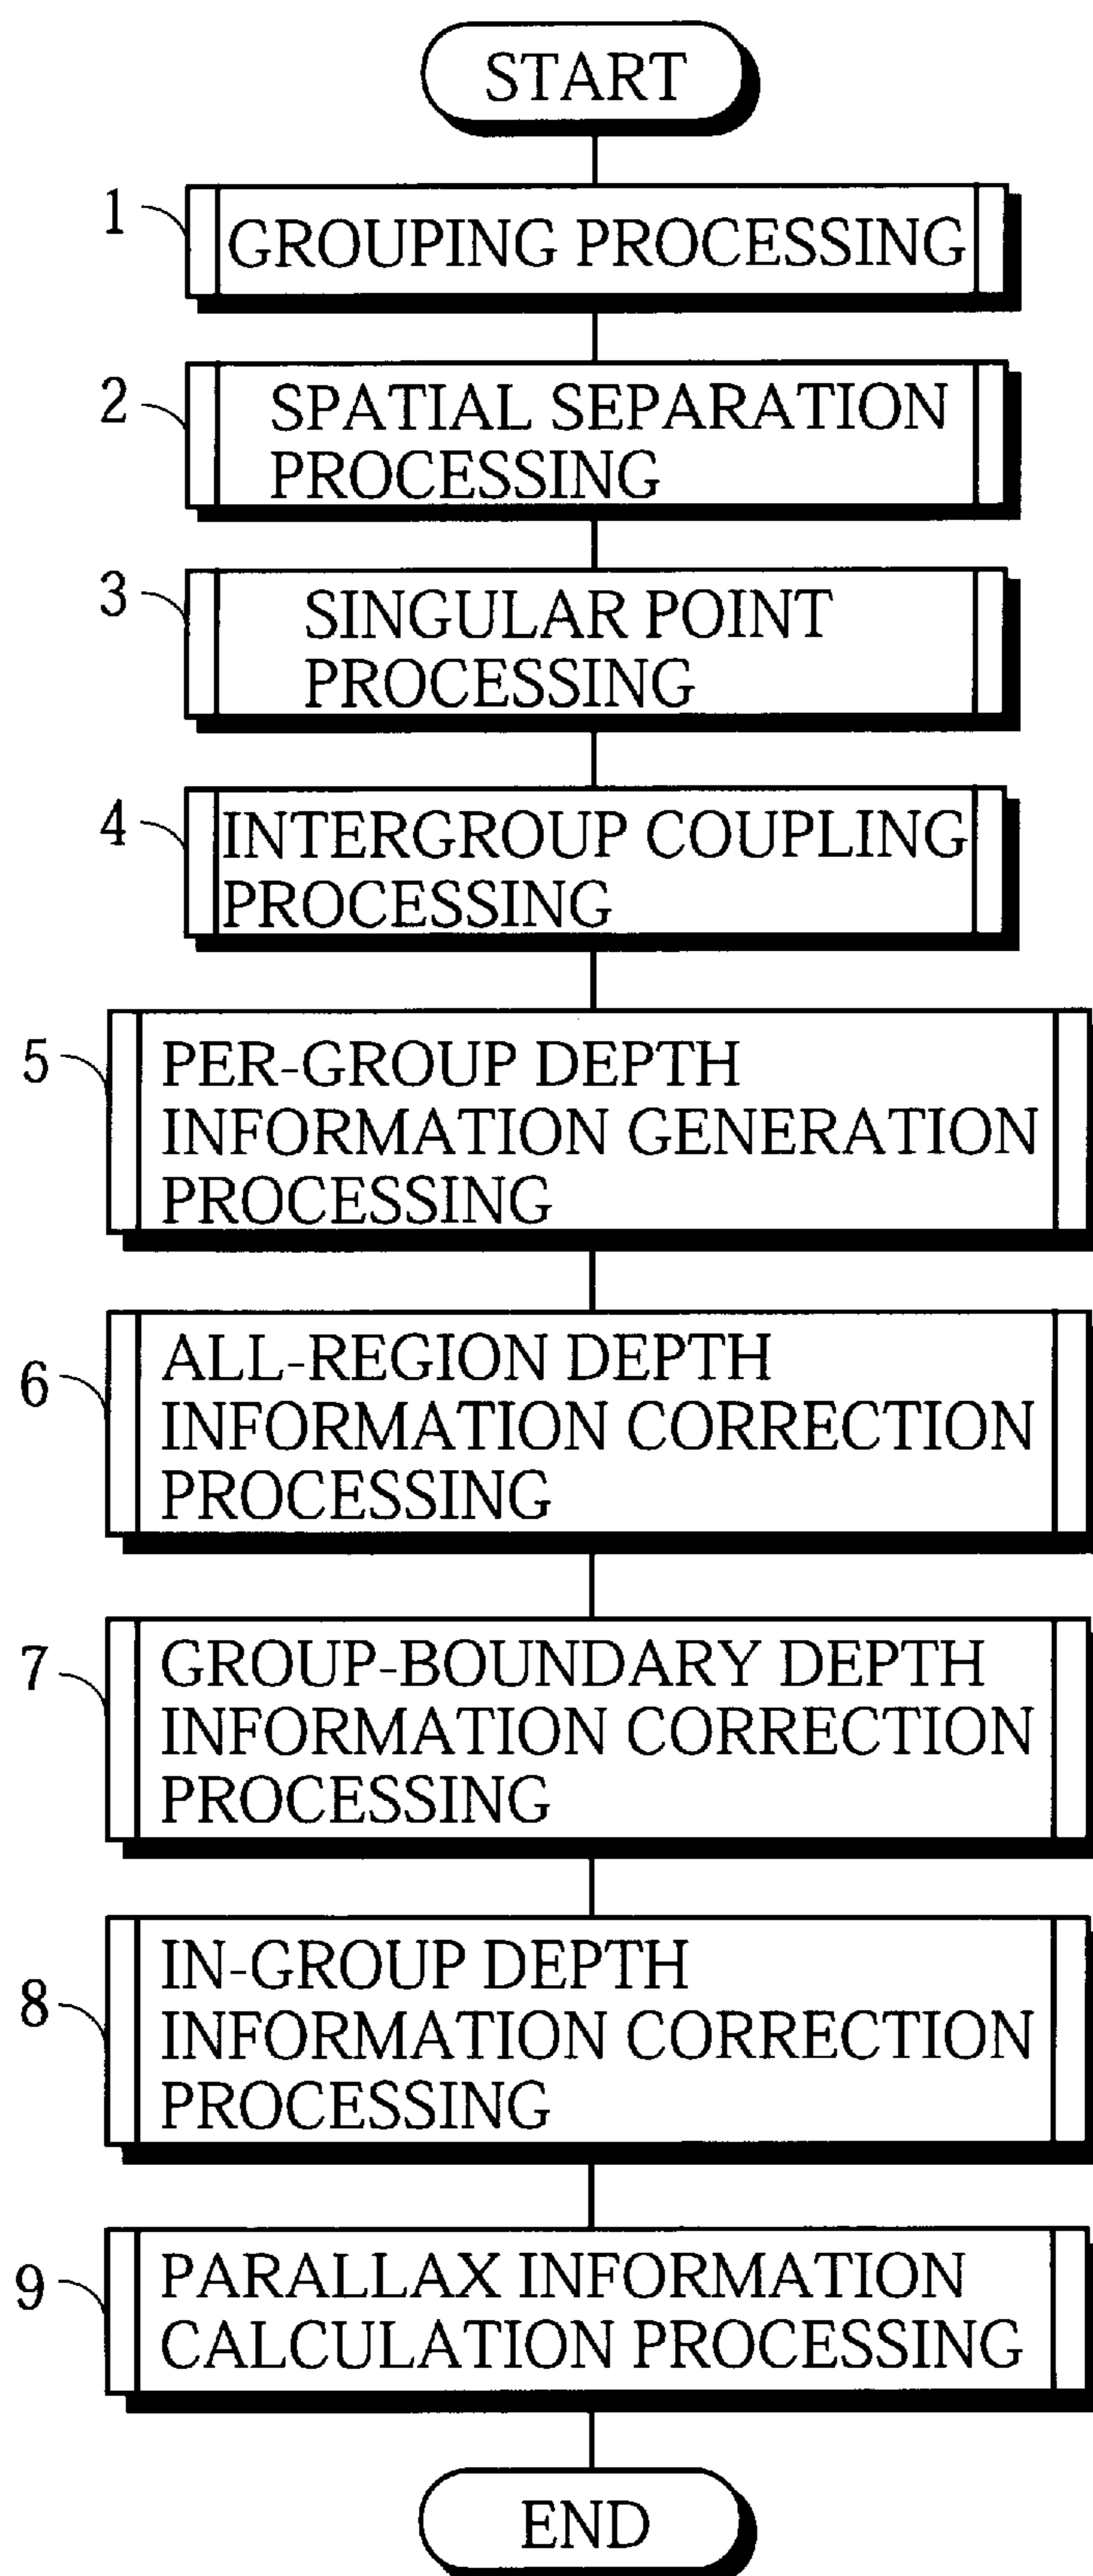 START
1
GROUPING PROCESSING
2
SPATIAL SEPARATION
PROCESSING
3
SINGULAR POINT
PROCESSING
4
INTERGROUP COUPLING
PROCESSING
5
PER-GROUP DEPTH
INFORMATION GENERATION
PROCESSING
6
ALL-REGION DEPTH
INFORMATION CORRECTION
PROCESSING
7
GROUP-BOUNDARY DEPTH
INFORMATION CORRECTION
PROCESSING
8
IN-GROUP DEPTH
INFORMATION CORRECTION
PROCESSING
9
PARALLAX INFORMATION
CALCULATION PROCESSING
END